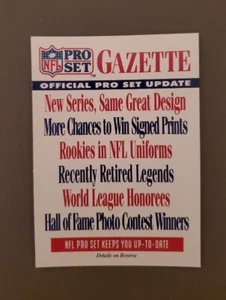 NFL PRO SET GAZETTE
OFFICIAL PRO SET UPDATE
New Series, Same Great Design
More Chances to Win Signed Prints
Rookies in NFL Uniforms
Recently Retired Legends
World League Honorees
Hall of Fame Photo Contest Winners
NFL PRO SET KEEPS YOU UP-TO-DATE
Details on Reverse